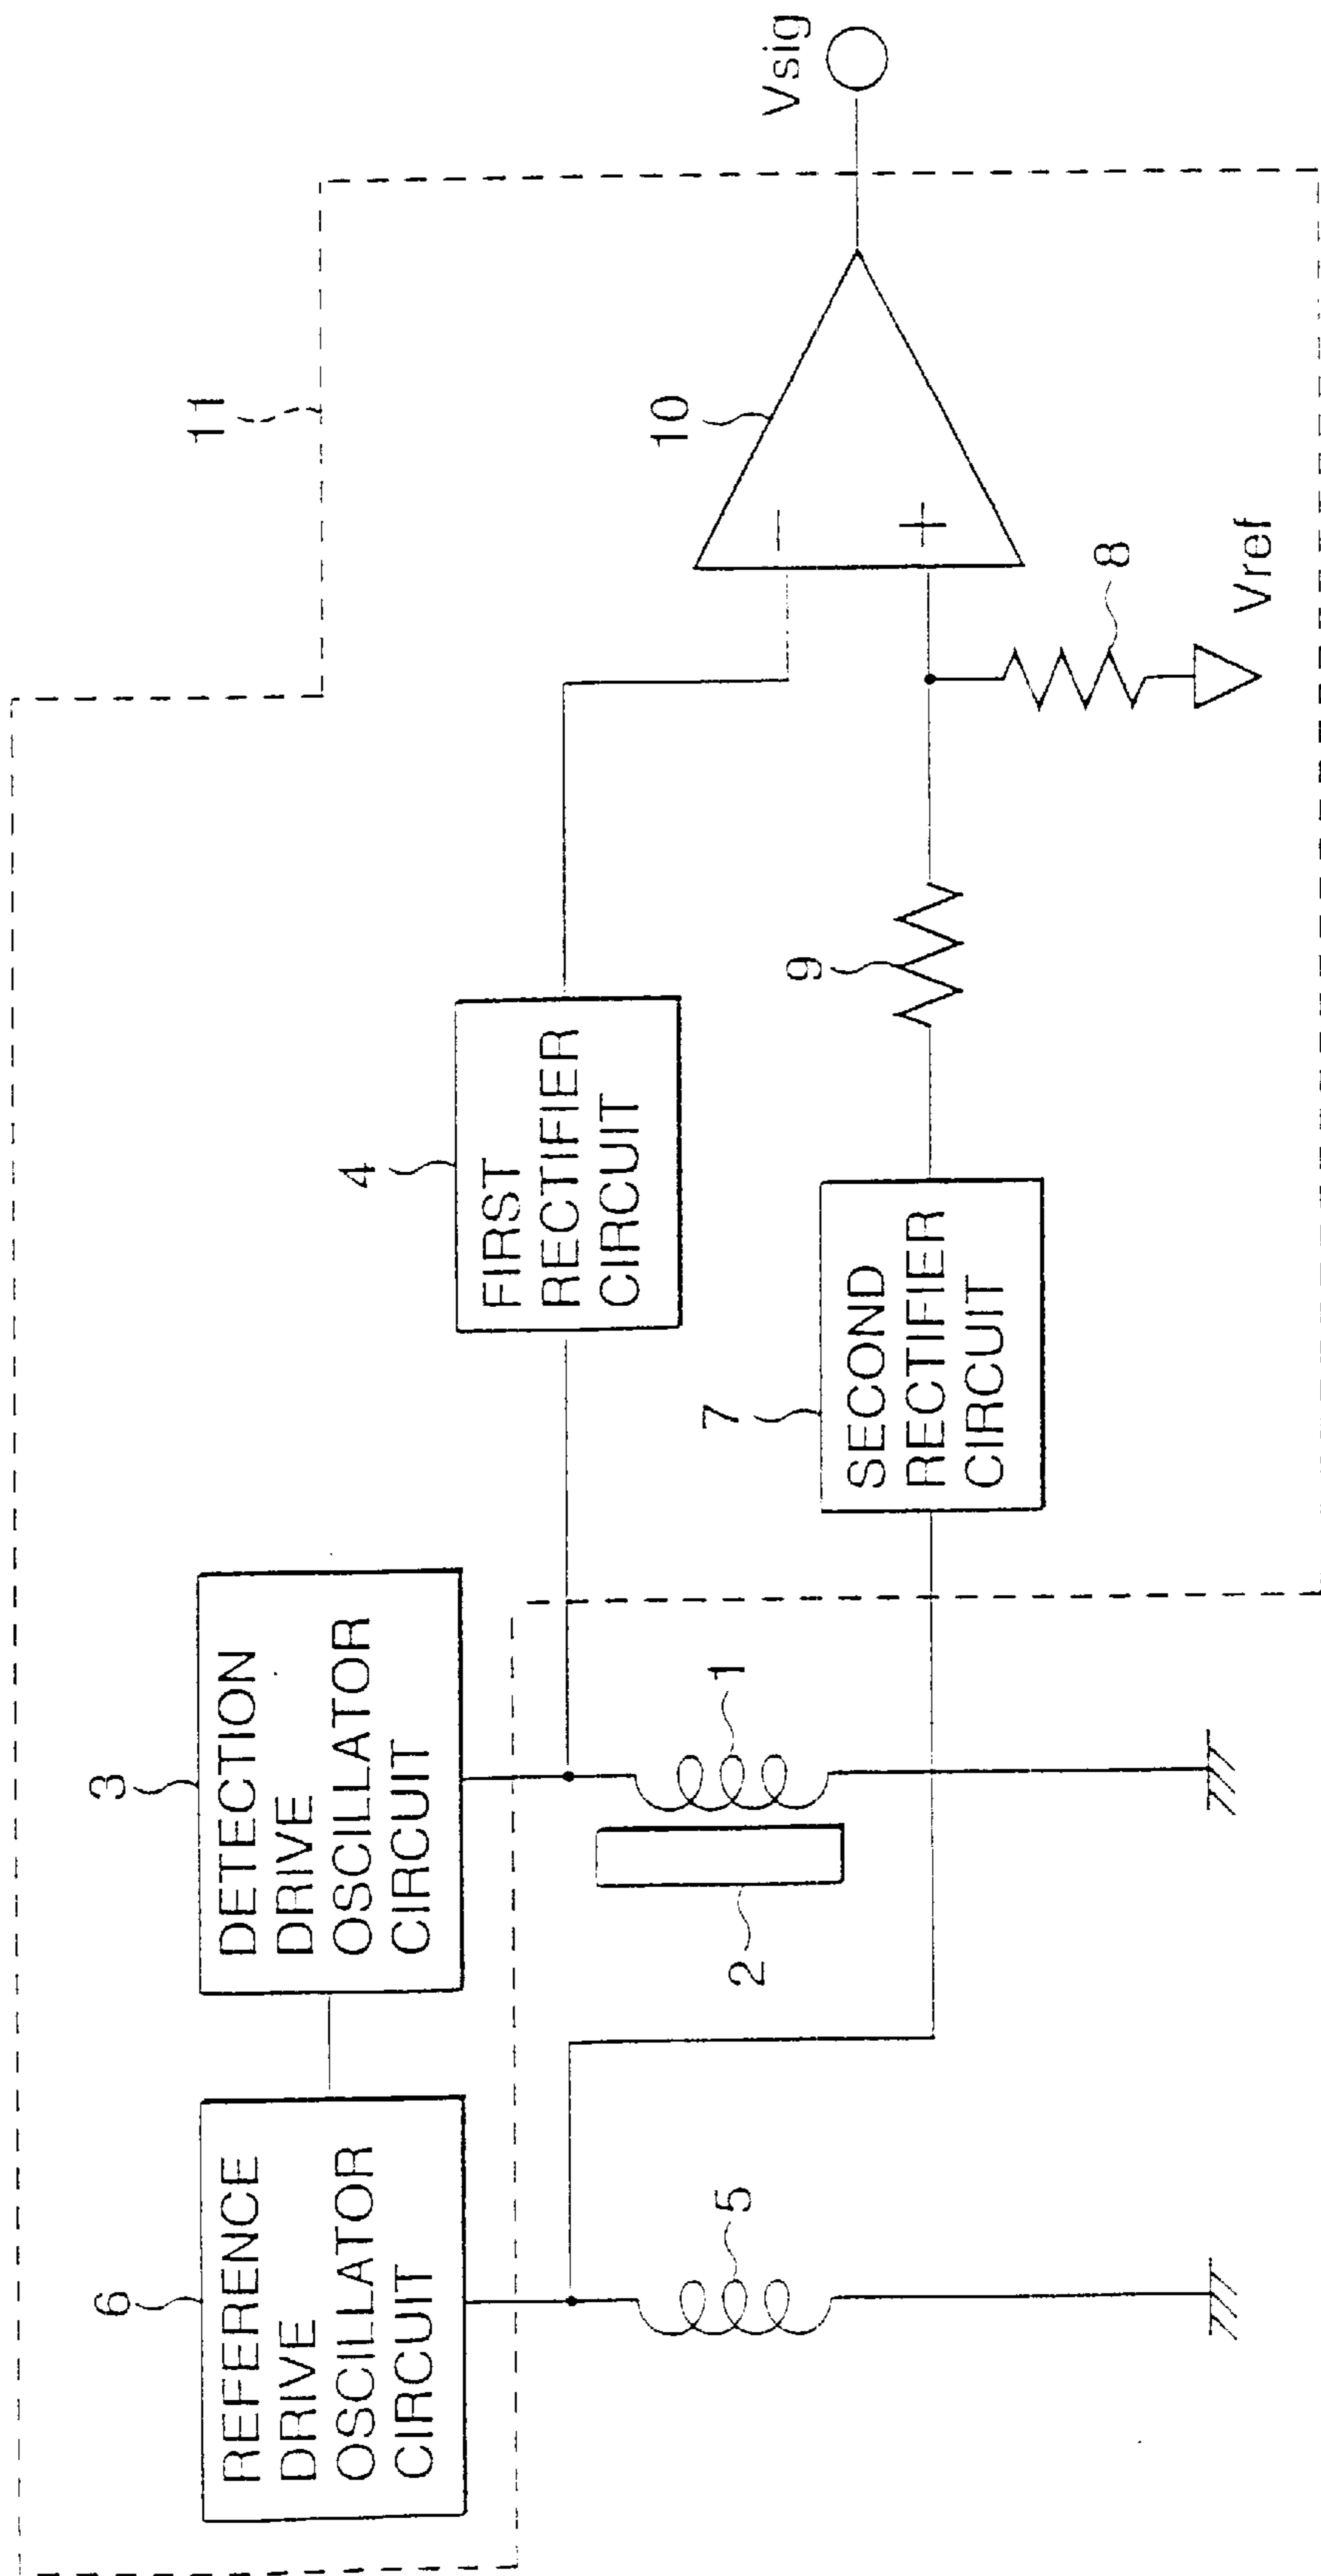 11
6
REFERENCE
DRIVE
OSCILLATOR
CIRCUIT
3
DETECTION
DRIVE
OSCILLATOR
CIRCUIT
4
FIRST
RECTIFIER
CIRCUIT
10
−
+
Vsig
5
2
1
7
SECOND
RECTIFIER
CIRCUIT
9
8
Vref